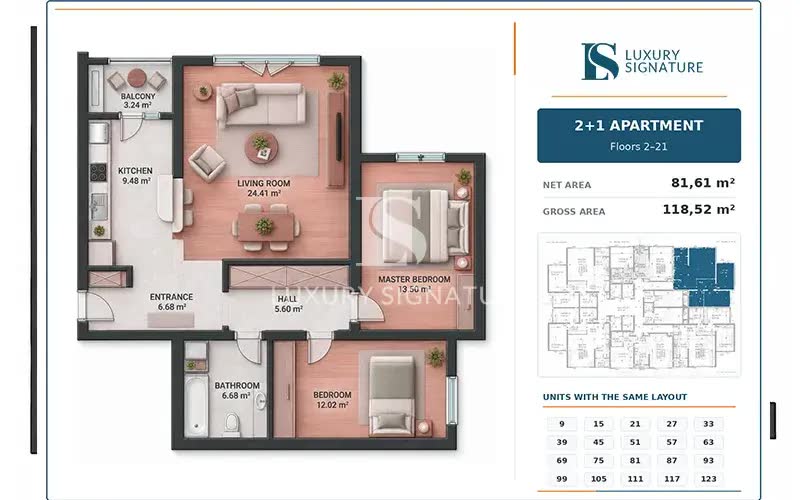 BALCONY
3.24 m²
KITCHEN
9.48 m²
LIVING ROOM
24.41 m²
MASTER BEDROOM
13.50 m²
ENTRANCE
6.68 m²
HALL
5.60 m²
LUXURY SIGNATURE
BATHROOM
6.68 m²
BEDROOM
12.02 m²
LS LUXURY
SIGNATURE
2+1 APARTMENT
Floors 2–21
NET AREA 81,61 m²
GROSS AREA 118,52 m²
UNITS WITH THE SAME LAYOUT
9 15 21 27 33
39 45 51 57 63
69 75 81 87 93
99 105 111 117 123